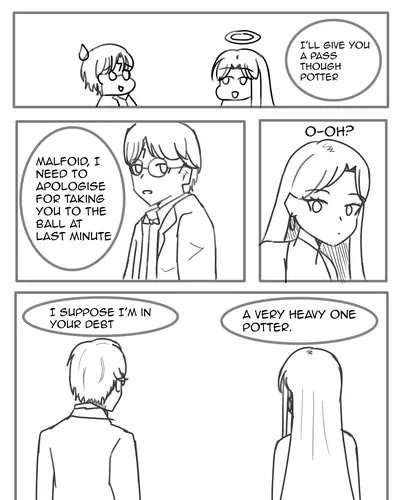 I'LL GIVE YOU
A PASS
THOUGH
POTTER
MALFOID, I
NEED TO
APOLOGISE
FOR TAKING
YOU TO THE
BALL AT
LAST MINUTE
O-OH?
I SUPPOSE I'M IN
YOUR DEBT
A VERY HEAVY ONE
POTTER.